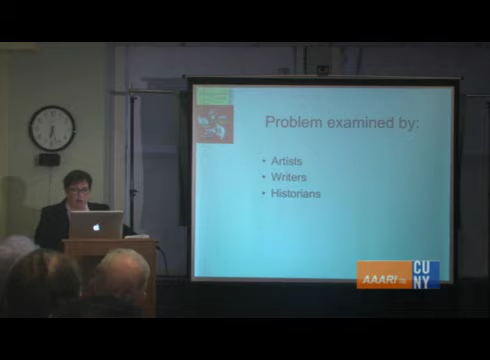 Problem examined by:
• Artists
• Writers
• Historians
AAARI
CU
NY